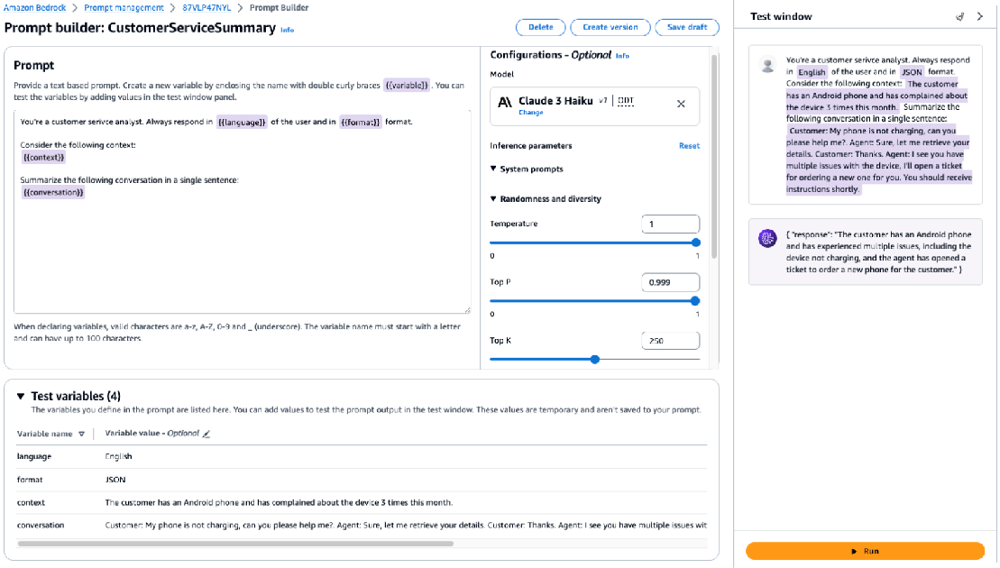 Amazon Bedrock > Prompt management > 87VLP47NYL > Prompt Builder
Prompt builder: CustomerServiceSummary Info
Delete
Create version
Save draft
Prompt
Provide a text based prompt. Create a new variable by enclosing the name with double curly braces {{variable}} . You can
test the variables by adding values in the test window panel.
You're a customer serivce analyst. Always respond in {{language}} of the user and in {{format}} format.
Consider the following context:
{{context}}
Summarize the following conversation in a single sentence:
{{conversation}}
When declaring variables, valid characters are a-z, A-Z, 0-9 and _ (underscore). The variable name must start with a letter
and can have up to 100 characters.
Configurations - Optional Info
Model
Claude 3 Haiku v1 | ODT
Change
Inference parameters
Reset
System prompts
Randomness and diversity
Temperature
1
0
1
Top P
0.999
0
1
Top K
250
Test variables (4)
The variables you define in the prompt are listed here. You can add values to test the prompt output in the test window. These values are temporary and aren't saved to your prompt.
Variable name
Variable value - Optional
language
English
format
JSON
context
The customer has an Android phone and has complained about the device 3 times this month.
conversation
Customer: My phone is not charging, can you please help me?. Agent: Sure, let me retrieve your details. Customer: Thanks. Agent: I see you have multiple issues wit
Test window
You're a customer serivce analyst. Always respond
in English of the user and in JSON format.
Consider the following context: The customer
has an Android phone and has complained about
the device 3 times this month. Summarize the
following conversation in a single sentence:
Customer: My phone is not charging, can you
please help me?. Agent: Sure, let me retrieve your
details. Customer: Thanks. Agent: I see you have
multiple issues with the device, I'll open a ticket
for ordering a new one for you. You should receive
instructions shortly.
{ "response": "The customer has an Android phone
and has experienced multiple issues, including the
device not charging, and the agent has opened a
ticket to order a new phone for the customer." }
Run